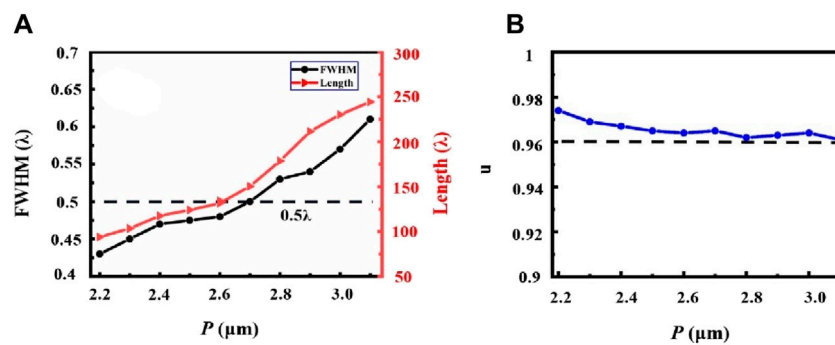 A
FWHM (λ)
0.7
0.65
0.6
0.55
0.5
0.45
0.4
FWHM
Length
0.5λ
300
250
200
150
100
50
Length (λ)
2.2 2.4 2.6 2.8 3.0
P (μm)
B
u
1
0.98
0.96
0.94
0.92
0.9
2.2 2.4 2.6 2.8 3.0
P (μm)